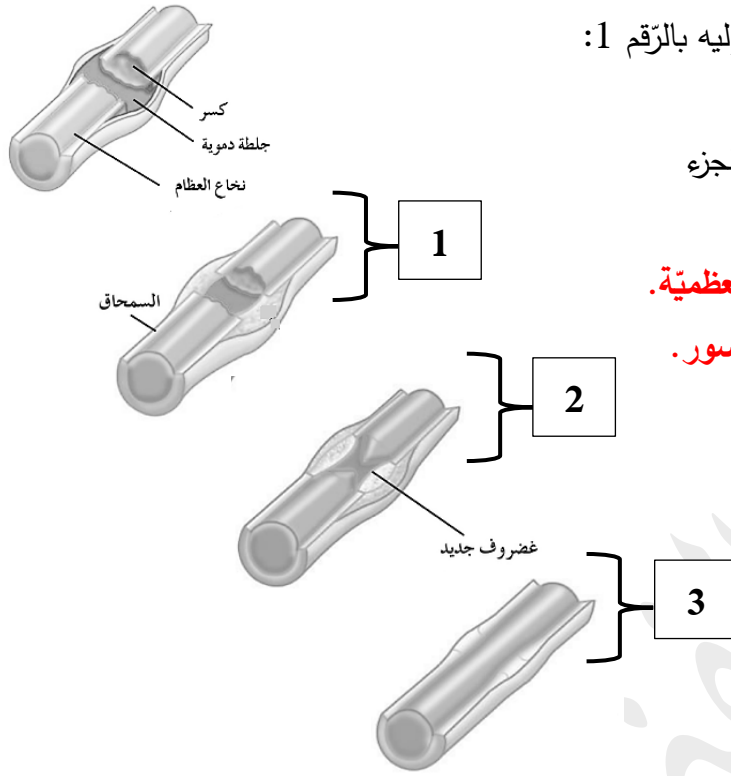 ليه بالرّقم 1:
كسر
جلطة دموية
نخاع العظام
جزء
1
عظميّة.
السمحاق
سور.
2
غضروف جديد
3